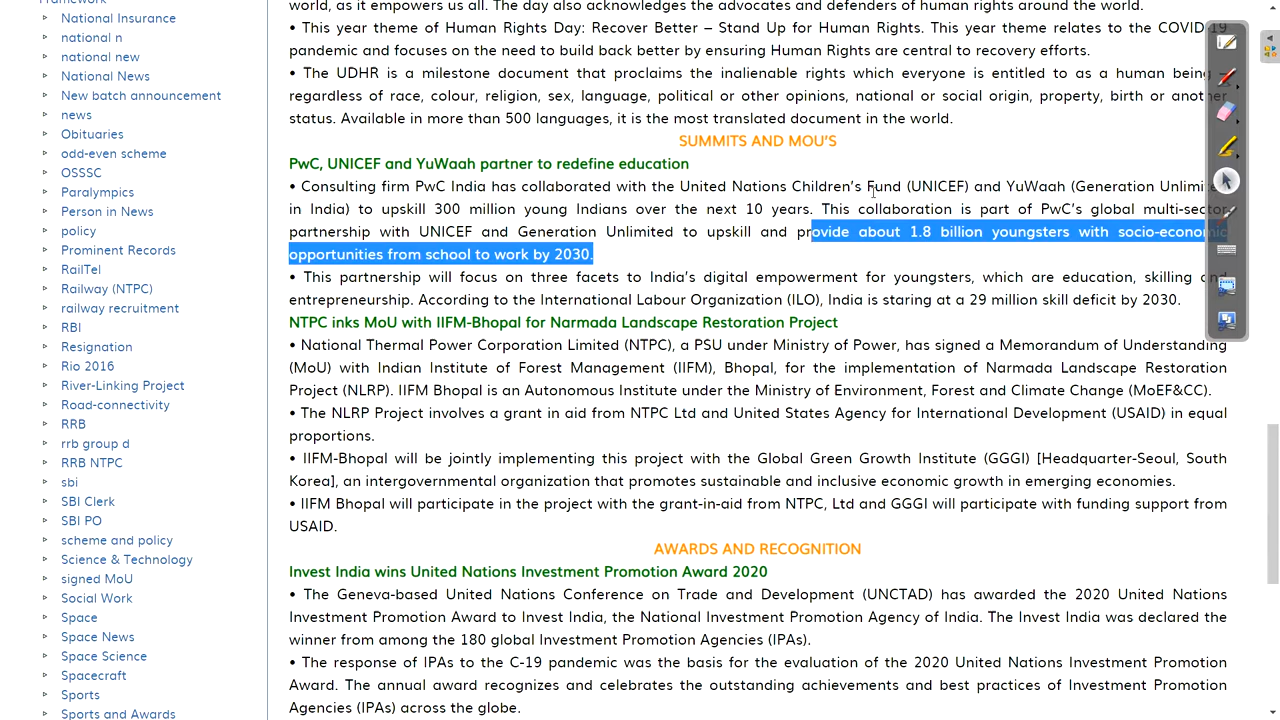 Framework
National Insurance
national n
national new
National News
New batch announcement
news
Obituaries
odd-even scheme
OSSSC
Paralympics
Person in News
policy
Prominent Records
RailTel
Railway (NTPC)
railway recruitment
RBI
Resignation
Rio 2016
River-Linking Project
Road-connectivity
RRB
rrb group d
RRB NTPC
sbi
SBI Clerk
SBI PO
scheme and policy
Science & Technology
signed MoU
Social Work
Space
Space News
Space Science
Spacecraft
Sports
Sports and Awards
world, as it empowers us all. The day also acknowledges the advocates and defenders of human rights around the world.
• This year theme of Human Rights Day: Recover Better – Stand Up for Human Rights. This year theme relates to the COVID-19
pandemic and focuses on the need to build back better by ensuring Human Rights are central to recovery efforts.
• The UDHR is a milestone document that proclaims the inalienable rights which everyone is entitled to as a human being –
regardless of race, colour, religion, sex, language, political or other opinions, national or social origin, property, birth or another
status. Available in more than 500 languages, it is the most translated document in the world.
SUMMITS AND MOU'S
PwC, UNICEF and YuWaah partner to redefine education
• Consulting firm PwC India has collaborated with the United Nations Children's Fund (UNICEF) and YuWaah (Generation Unlimited
in India) to upskill 300 million young Indians over the next 10 years. This collaboration is part of PwC's global multi-sector
partnership with UNICEF and Generation Unlimited to upskill and provide about 1.8 billion youngsters with socio-economic
opportunities from school to work by 2030.
• This partnership will focus on three facets to India's digital empowerment for youngsters, which are education, skilling and
entrepreneurship. According to the International Labour Organization (ILO), India is staring at a 29 million skill deficit by 2030.
NTPC inks MoU with IIFM-Bhopal for Narmada Landscape Restoration Project
• National Thermal Power Corporation Limited (NTPC), a PSU under Ministry of Power, has signed a Memorandum of Understanding
(MoU) with Indian Institute of Forest Management (IIFM), Bhopal, for the implementation of Narmada Landscape Restoration
Project (NLRP). IIFM Bhopal is an Autonomous Institute under the Ministry of Environment, Forest and Climate Change (MoEF&CC).
• The NLRP Project involves a grant in aid from NTPC Ltd and United States Agency for International Development (USAID) in equal
proportions.
• IIFM-Bhopal will be jointly implementing this project with the Global Green Growth Institute (GGGI) [Headquarter-Seoul, South
Korea], an intergovernmental organization that promotes sustainable and inclusive economic growth in emerging economies.
• IIFM Bhopal will participate in the project with the grant-in-aid from NTPC, Ltd and GGGI will participate with funding support from
USAID.
AWARDS AND RECOGNITION
Invest India wins United Nations Investment Promotion Award 2020
• The Geneva-based United Nations Conference on Trade and Development (UNCTAD) has awarded the 2020 United Nations
Investment Promotion Award to Invest India, the National Investment Promotion Agency of India. The Invest India was declared the
winner from among the 180 global Investment Promotion Agencies (IPAs).
• The response of IPAs to the C-19 pandemic was the basis for the evaluation of the 2020 United Nations Investment Promotion
Award. The annual award recognizes and celebrates the outstanding achievements and best practices of Investment Promotion
Agencies (IPAs) across the globe.